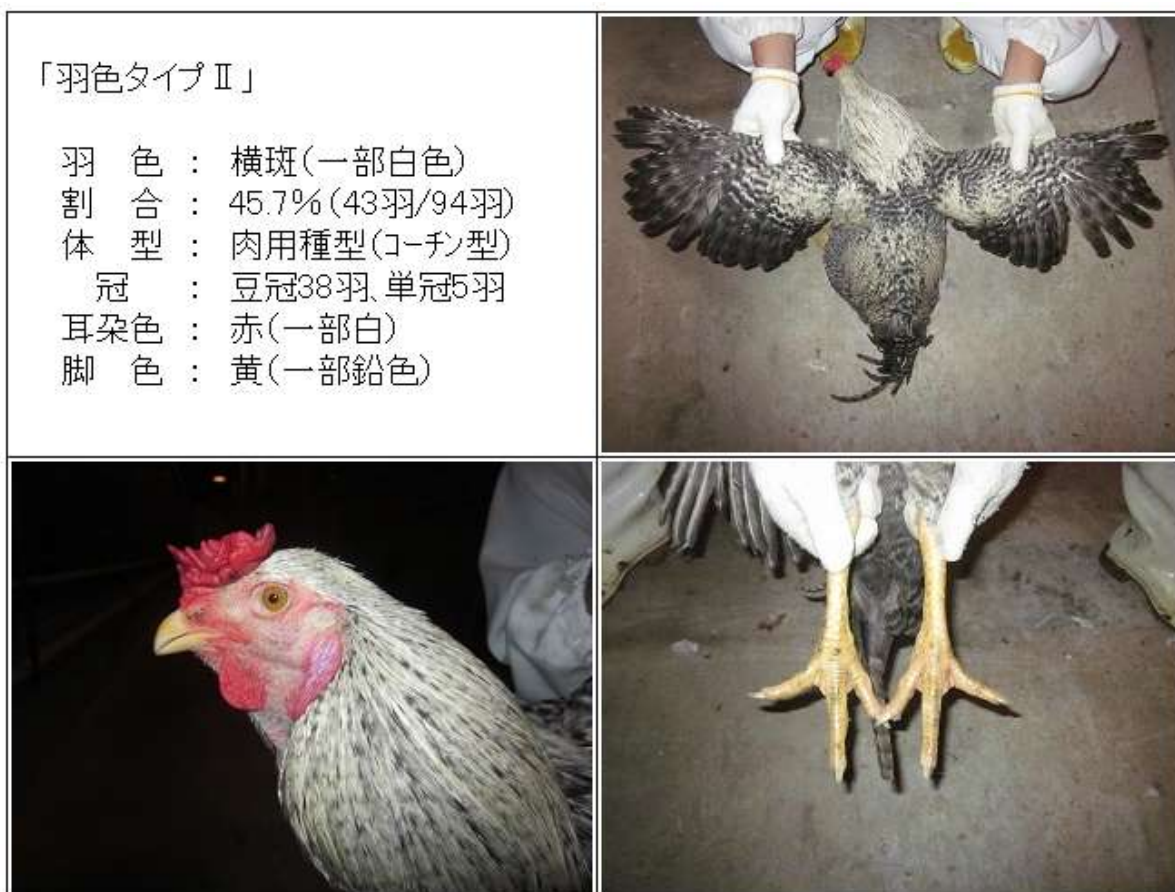 「羽色タイプⅡ」
羽　色 ： 横斑(一部白色)
割　合 ： 45.7%(43羽/94羽)
体　型 ： 肉用種型(ｺｰﾁﾝ型)
冠　 ： 豆冠38羽、単冠5羽
耳朶色 ： 赤(一部白)
脚　色 ： 黄(一部鉛色)